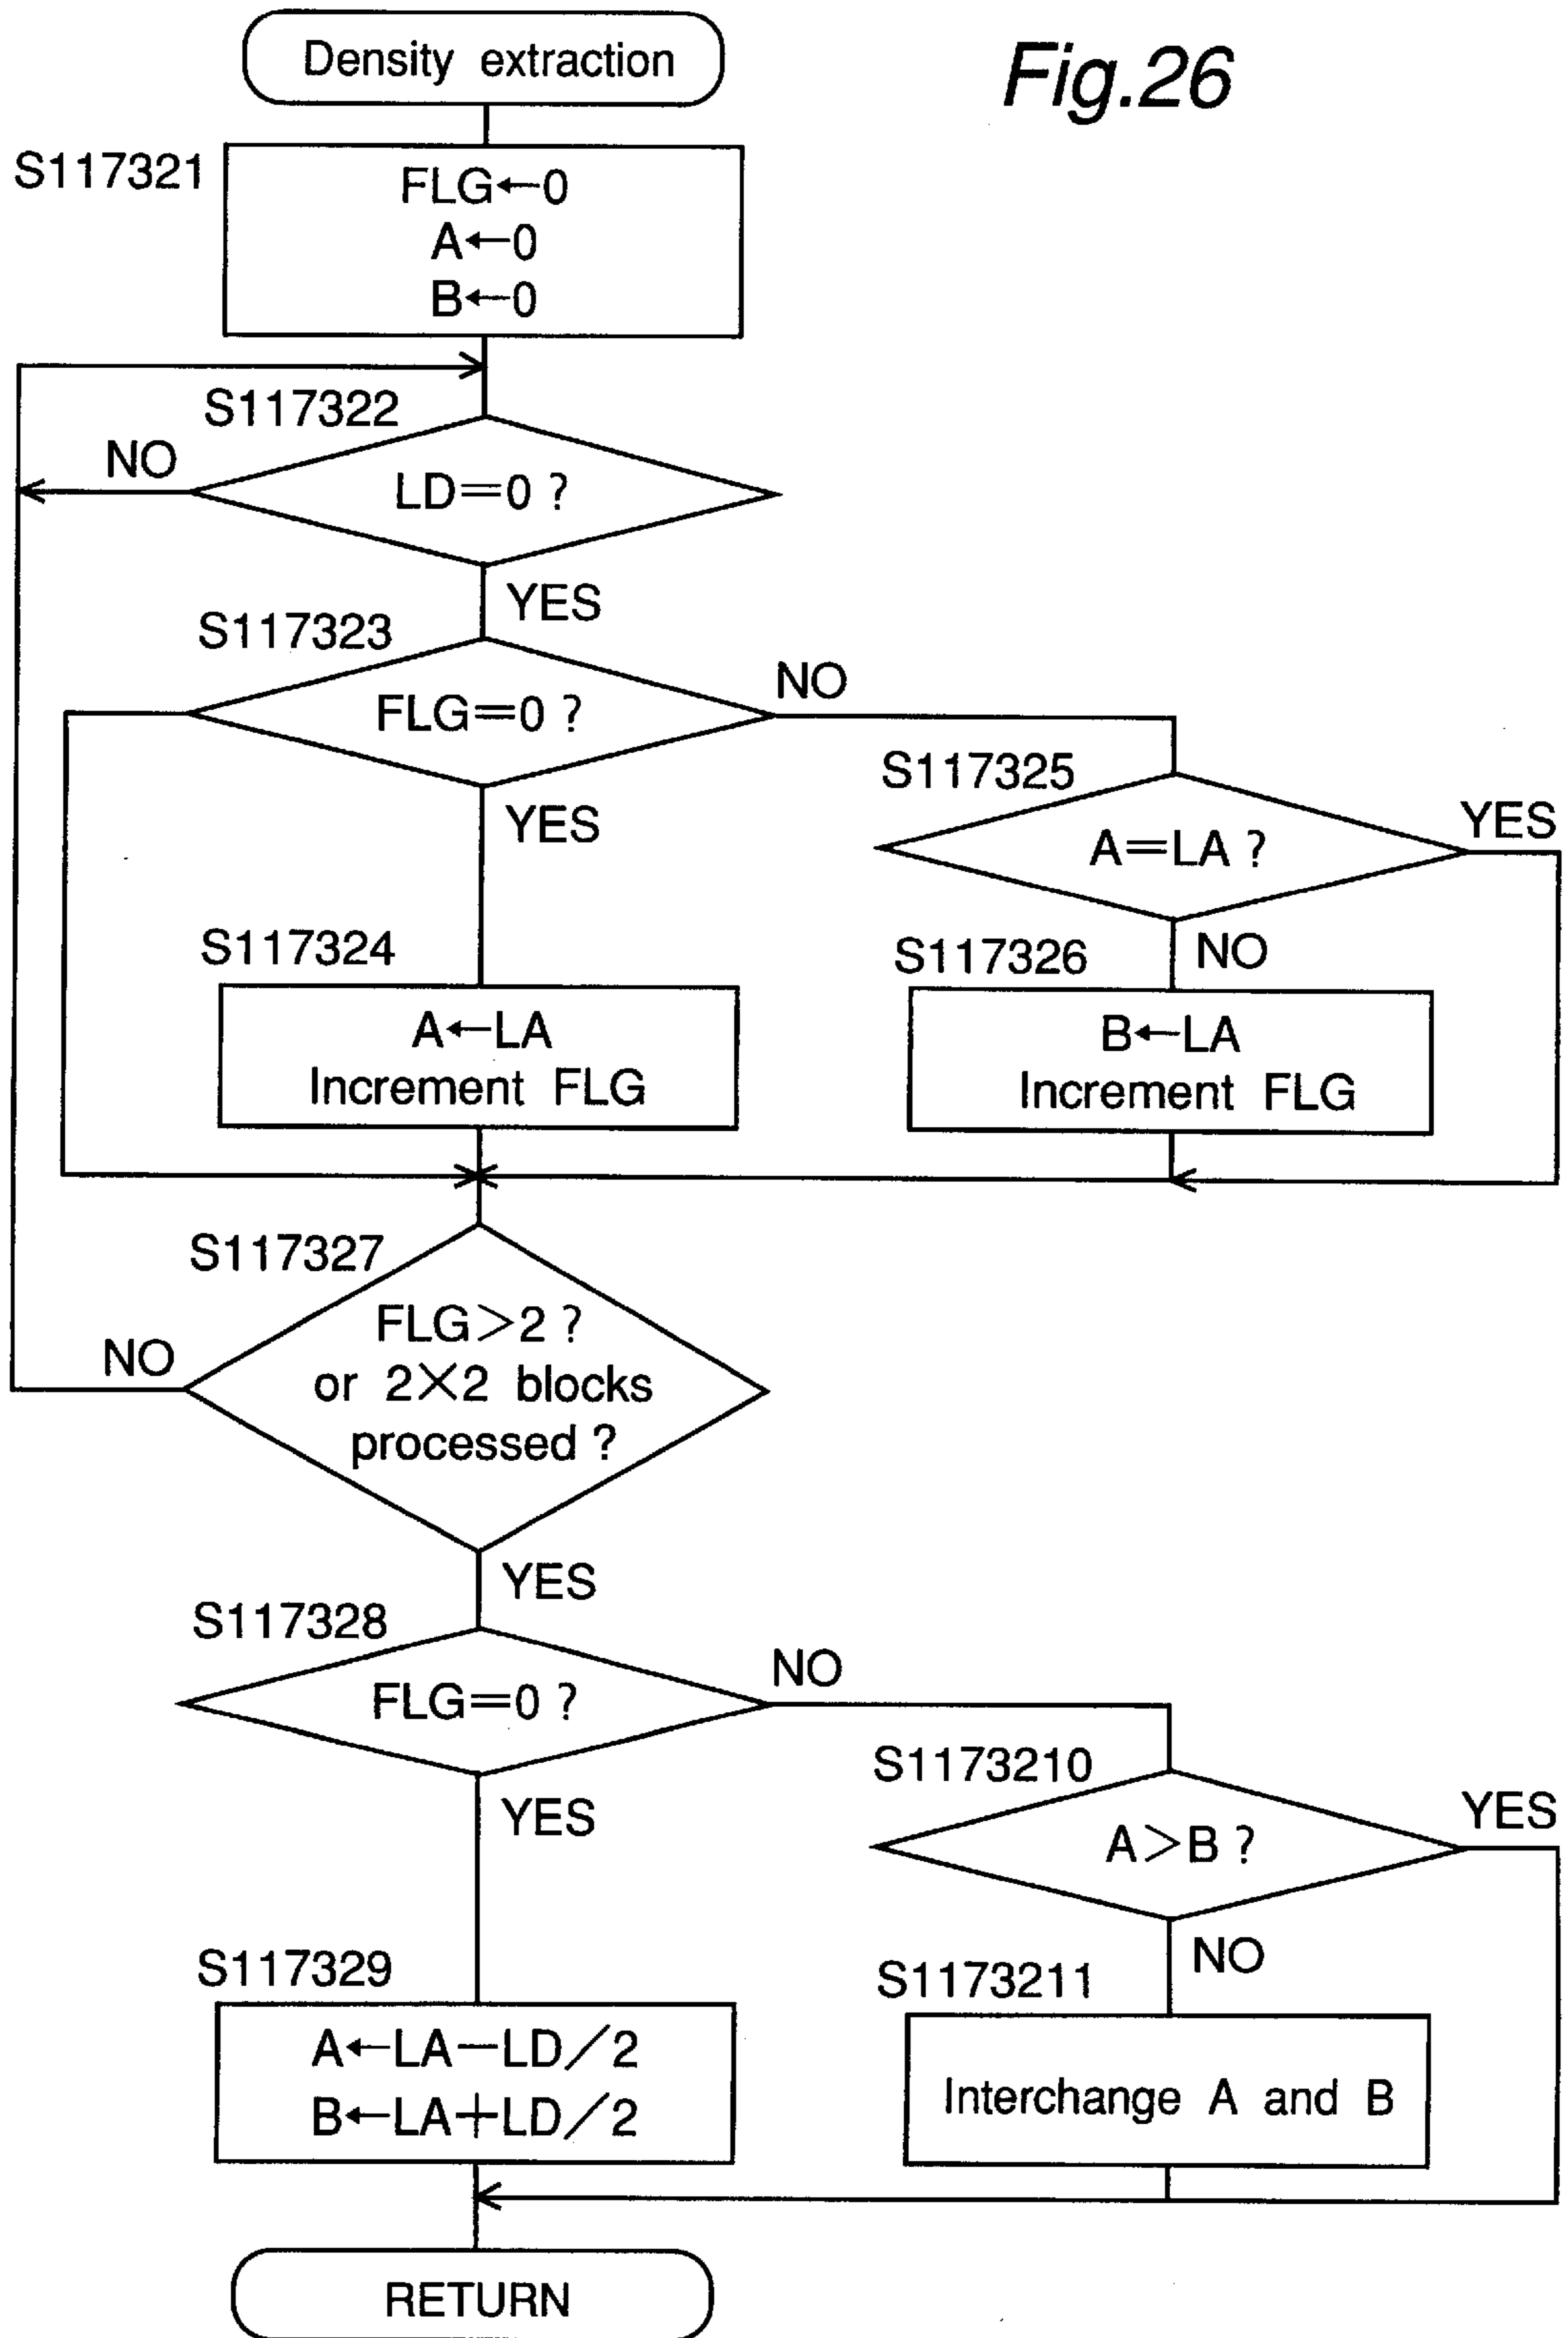 Density extraction
Fig.26
S117321
FLG←0
A←0
B←0
S117322
NO
LD=0 ?
YES
S117323
NO
FLG=0 ?
S117325
YES
YES
A=LA ?
S117324
NO
S117326
A←LA
Increment FLG
B←LA
Increment FLG
S117327
FLG>2 ?
NO
or 2×2 blocks
processed ?
YES
S117328
NO
FLG=0 ?
S1173210
YES
YES
A>B ?
S117329
NO
S1173211
A←LA−LD/2
B←LA+LD/2
Interchange A and B
RETURN